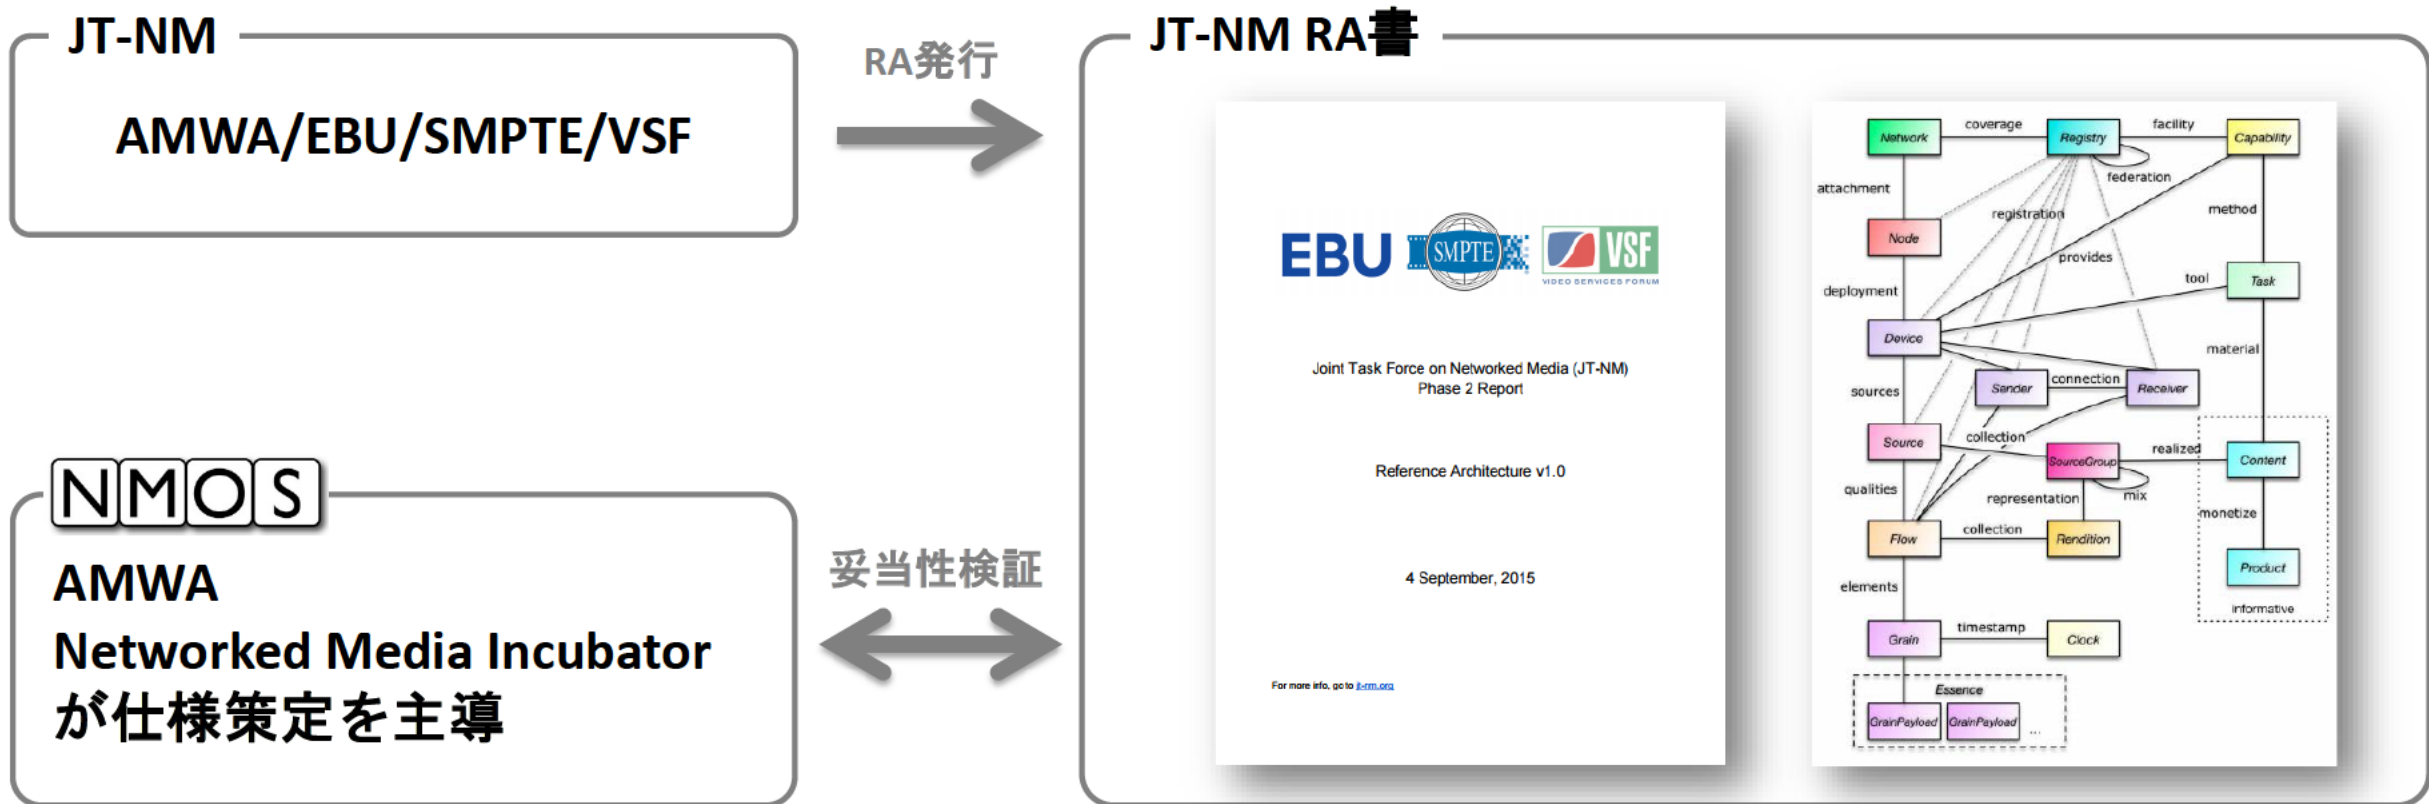 JT-NM
AMWA/EBU/SMPTE/VSF
RA発行
JT-NM RA書
EBU
SMPTE
VSF
VIDEO SERVICES FORUM
Joint Task Force on Networked Media (JT-NM)
Phase 2 Report
Reference Architecture v1.0
4 September, 2015
For more info, go to jt-nm.org
Network
coverage
Registry
facility
Capability
federation
attachment
registration
method
Node
provides
tool
Task
deployment
Device
material
sources
Sender
connection
Receiver
Source
collection
SourceGroup
realized
Content
qualities
representation
mix
monetize
Flow
collection
Rendition
Product
elements
informative
Grain
timestamp
Clock
Essence
GrainPayload
GrainPayload
...
NMOS
AMWA
Networked Media Incubator
が仕様策定を主導
妥当性検証